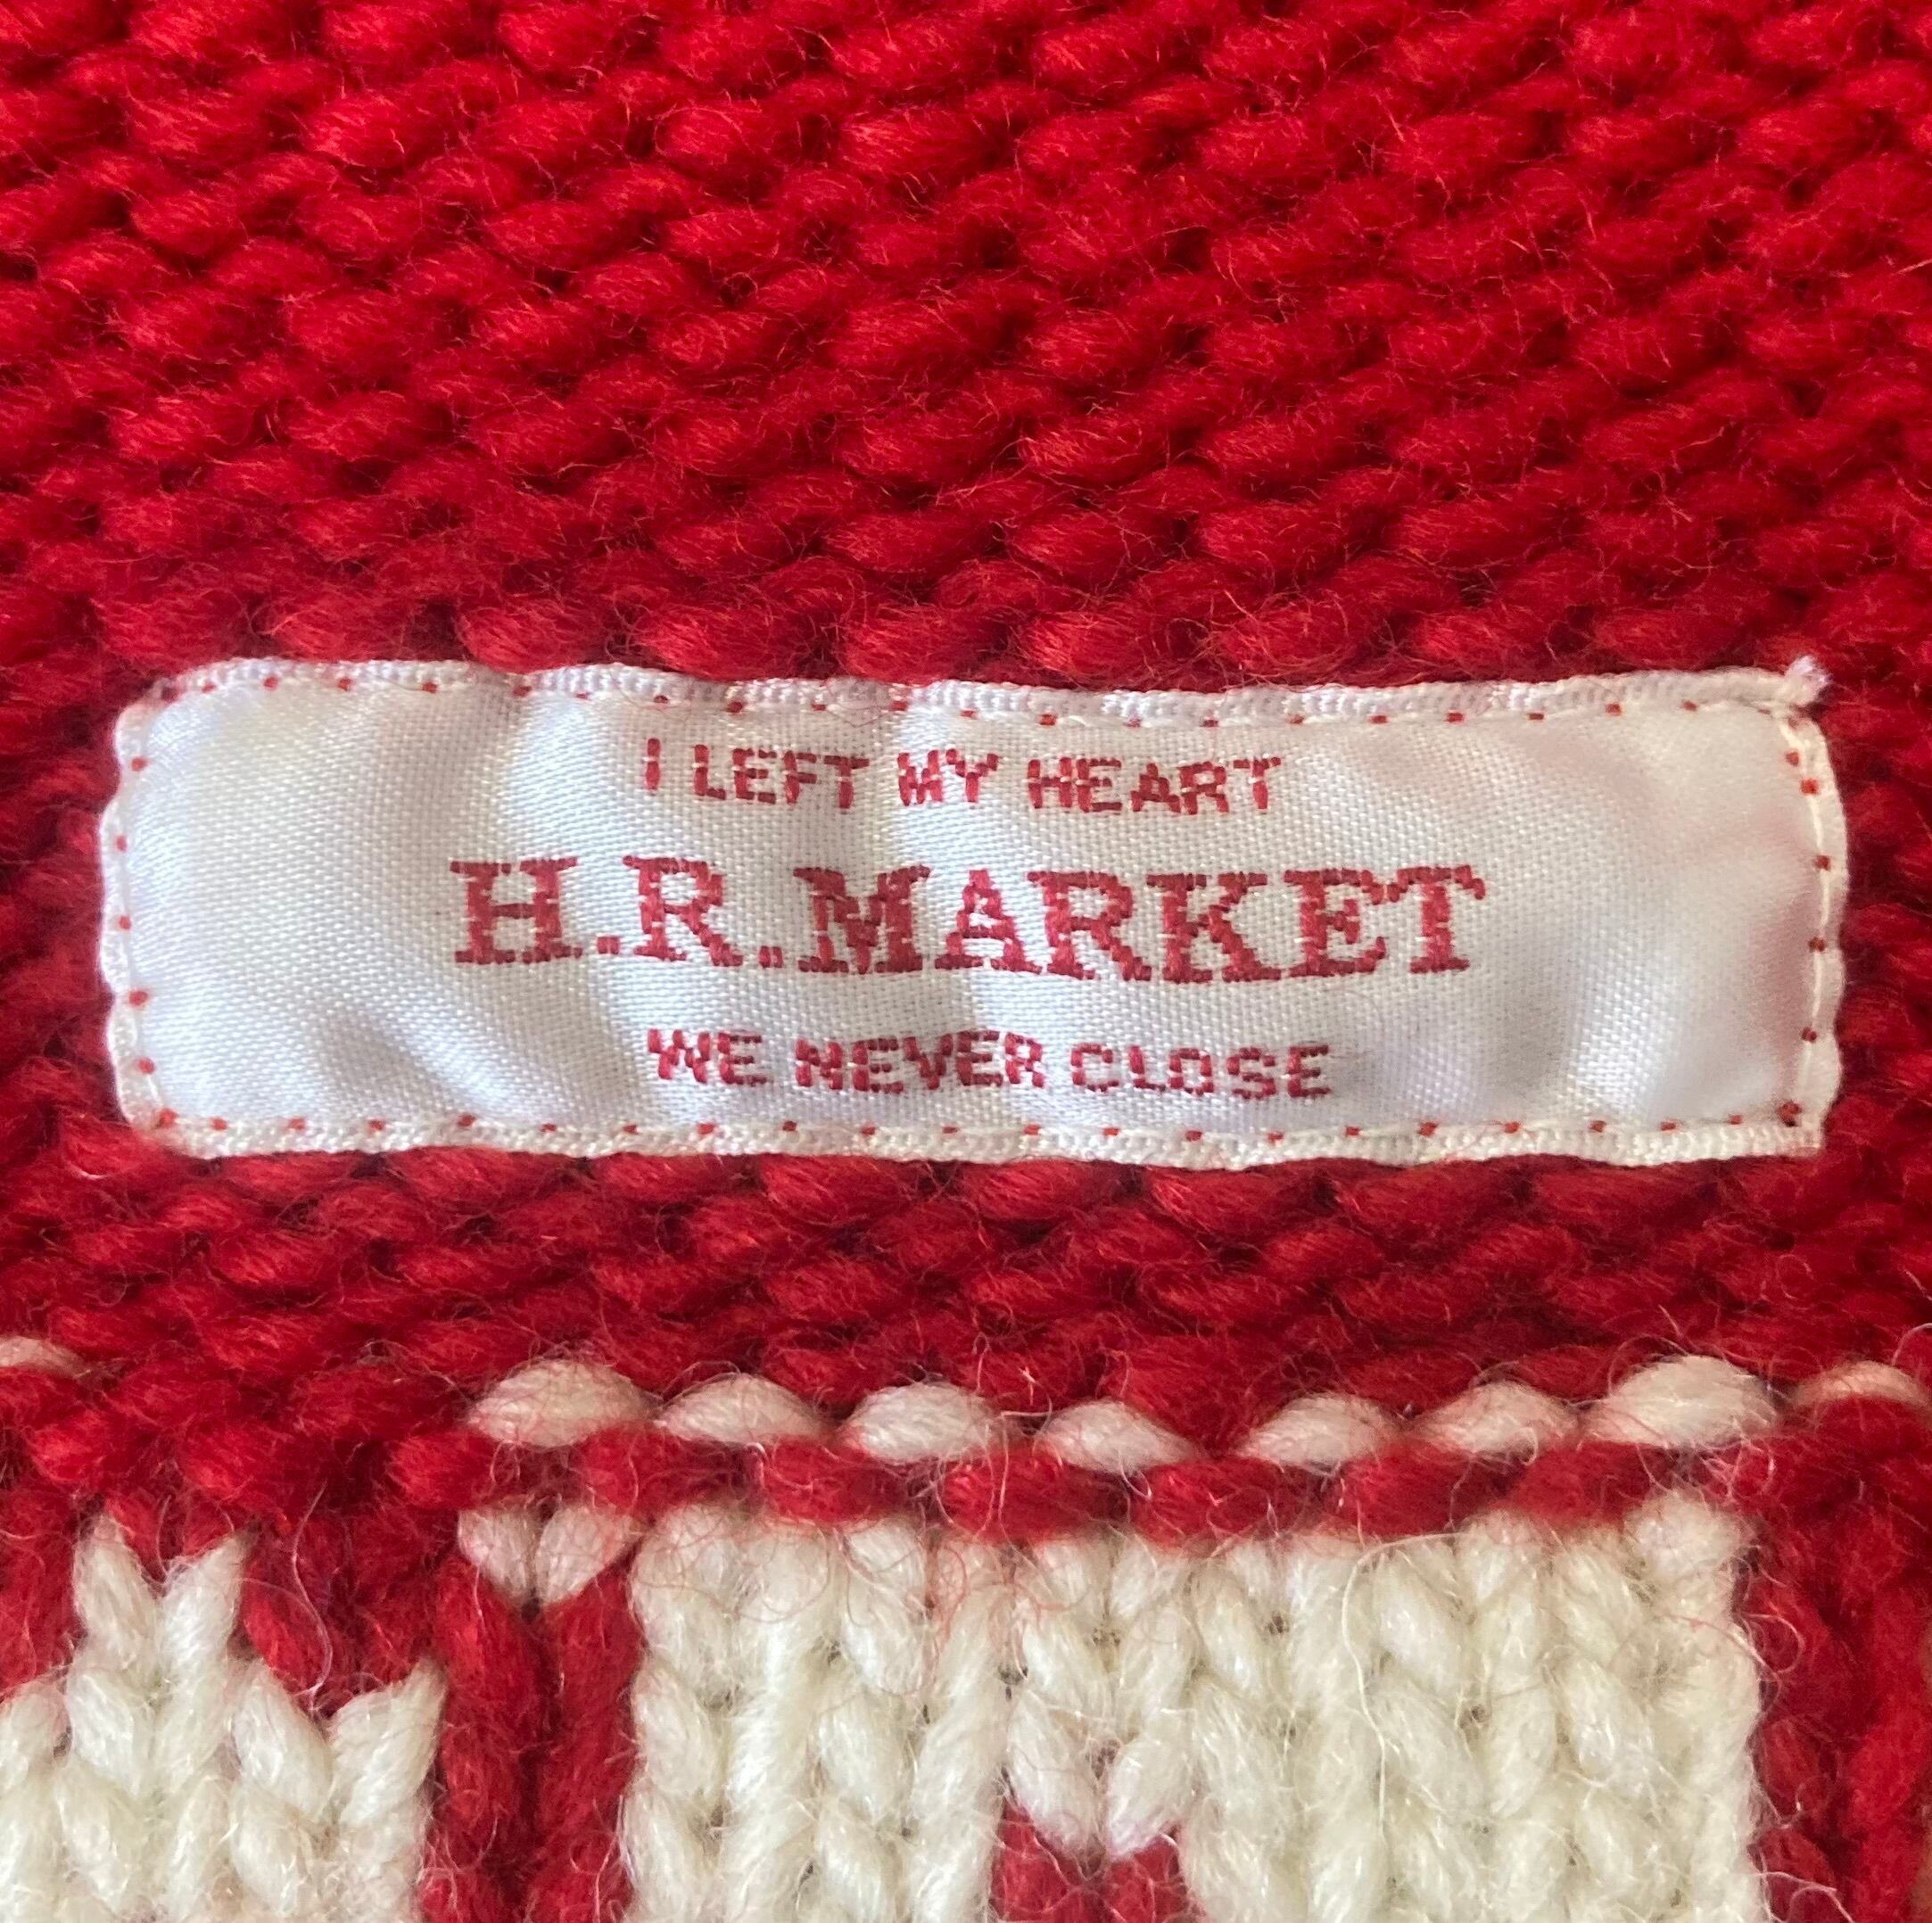 I LEFT MY HEART
H.R.MARKET
WE NEVER CLOSE